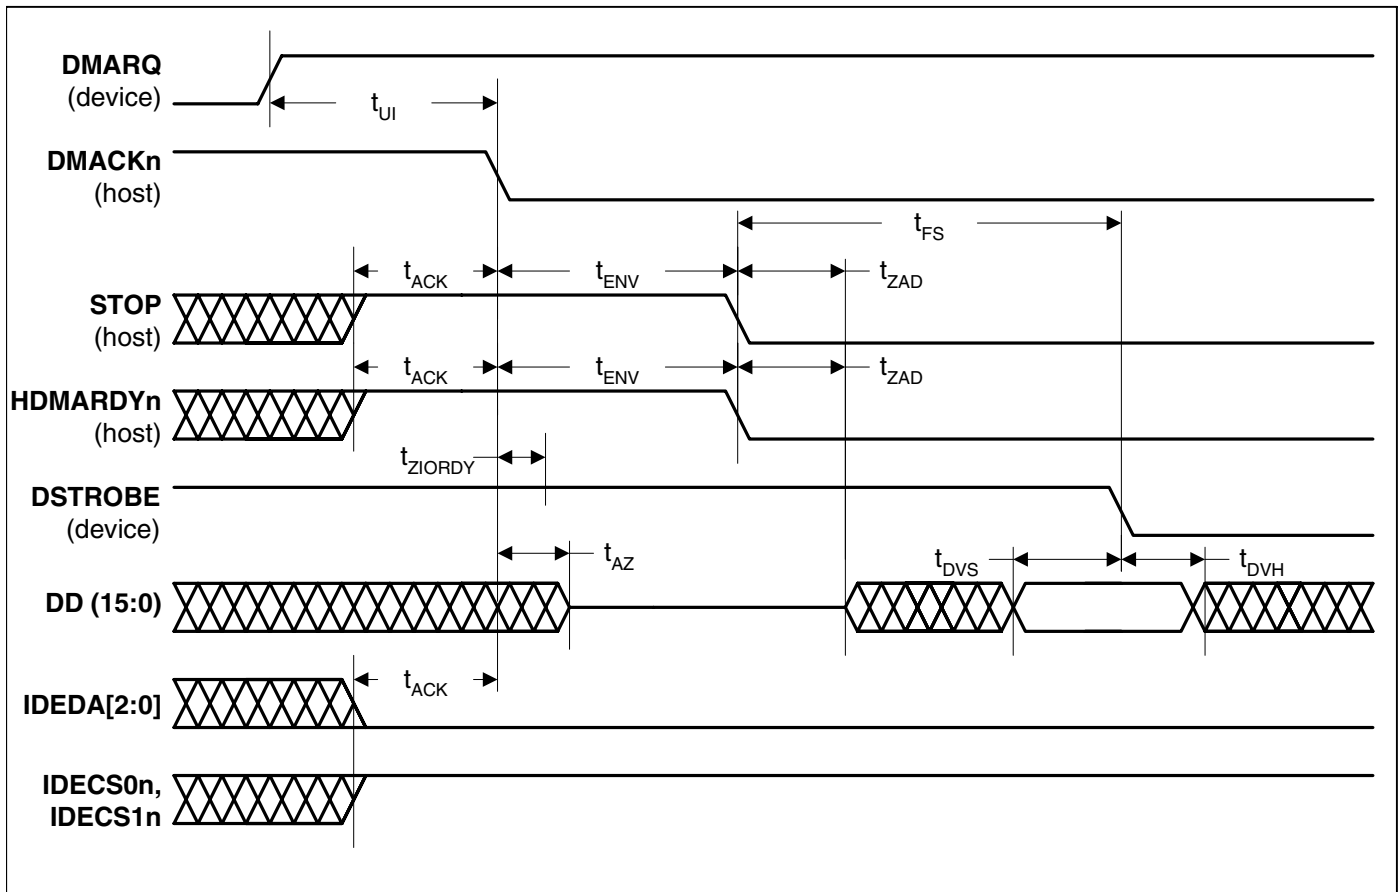 DMARQ
(device)
tUI
DMACKn
(host)
tFS
tACK tENV tZAD
STOP
(host)
tACK tENV tZAD
HDMARDYn
(host)
tZIORDY
DSTROBE
(device)
tAZ tDVS tDVH
DD (15:0)
tACK
IDEDA[2:0]
IDECS0n,
IDECS1n